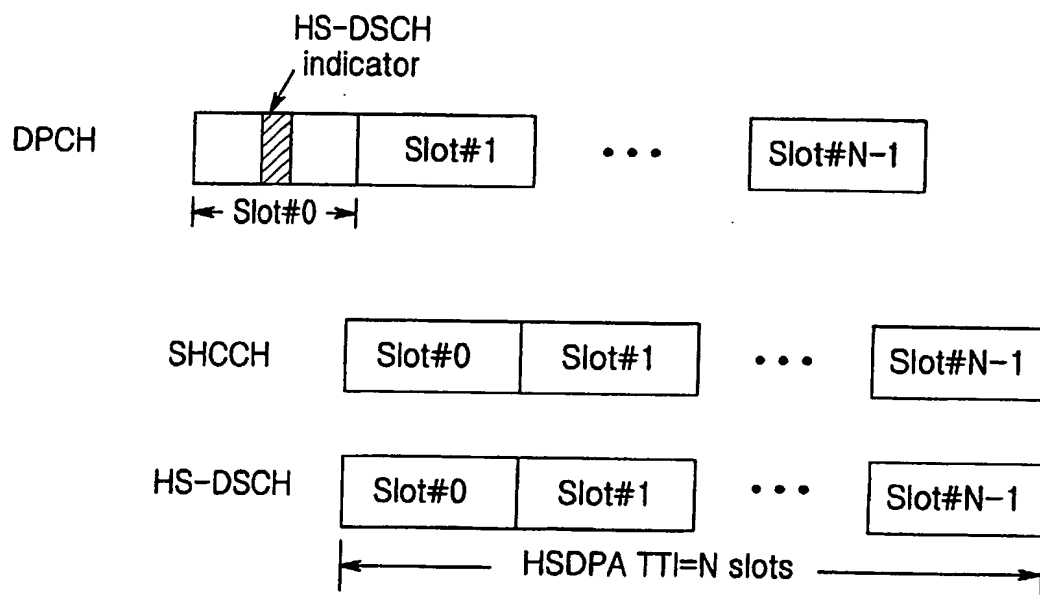 HS-DSCH
indicator
DPCH
Slot#1
• • •
Slot#N-1
Slot#0
SHCCH
Slot#0
Slot#1
• • •
Slot#N-1
HS-DSCH
Slot#0
Slot#1
• • •
Slot#N-1
HSDPA TTI=N slots